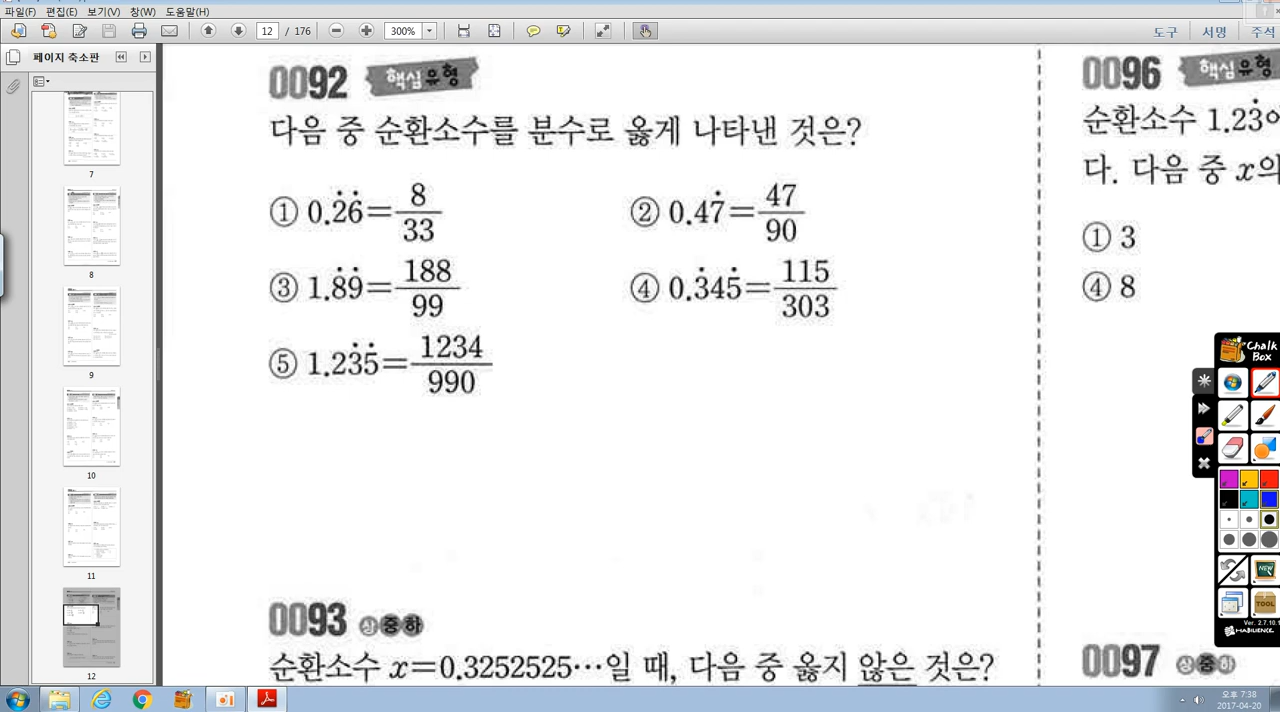 파일(F) 편집(E) 보기(V) 창(W) 도움말(H)
12 / 176 300% 도구 서명 주석
페이지 축소판
7
8
9
10
11
12
0092 핵심유형
다음 중 순환소수를 분수로 옳게 나타낸 것은?
① 0.2̇6̇=8/33 ② 0.47̇=47/90
③ 1.8̇9̇=188/99 ④ 0.3̇45̇=115/303
⑤ 1.23̇5̇=1234/990
0093 상중하
순환소수 x=0.3252525…일 때, 다음 중 옳지 않은 것은?
0096 핵심유형
순환소수 1.23̇
다. 다음 중 x의
① 3
④ 8
0097 상중하
Chalk
Box
NEW
TOOL
Ver. 2.7.10.1
MABILIENCE
오후 7:38
2017-04-20